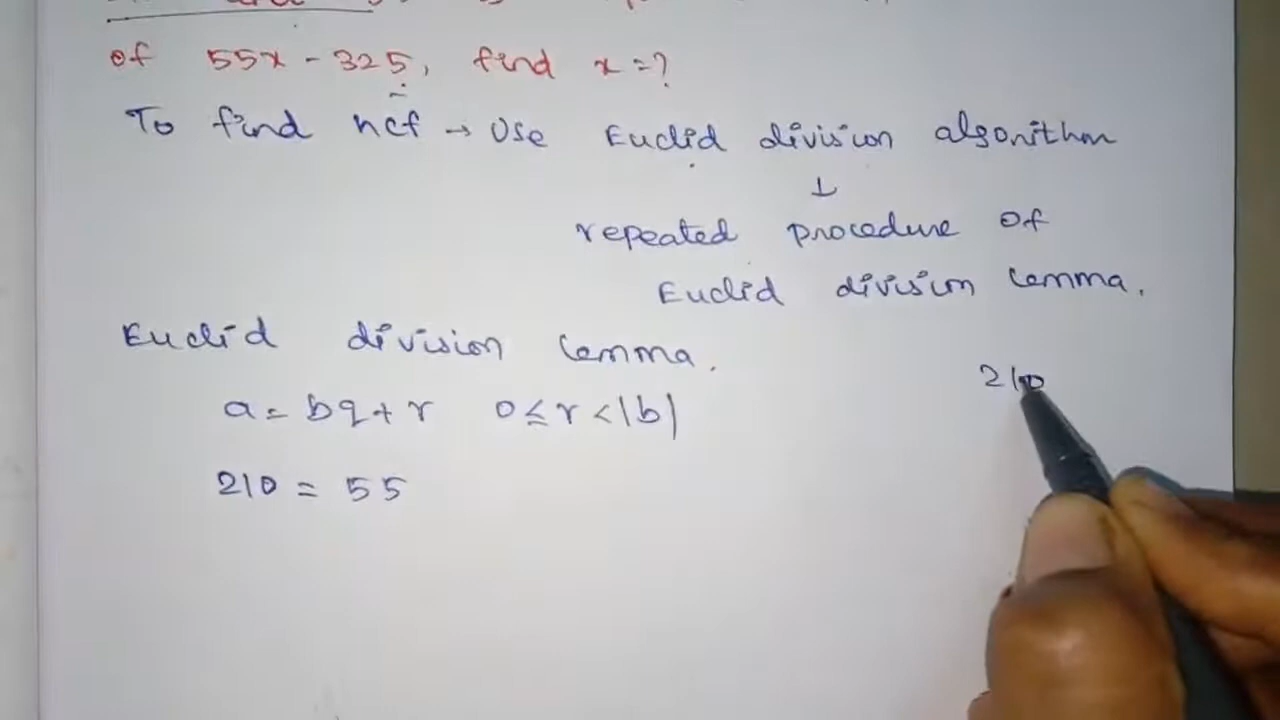 of 55x - 325, find x=?
To find hcf → Use Euclid division algorithm
↓
repeated procedure of
Euclid division lemma.
Euclid division lemma.
a = bq + r 0 ≤ r < |b|
210
210 = 55